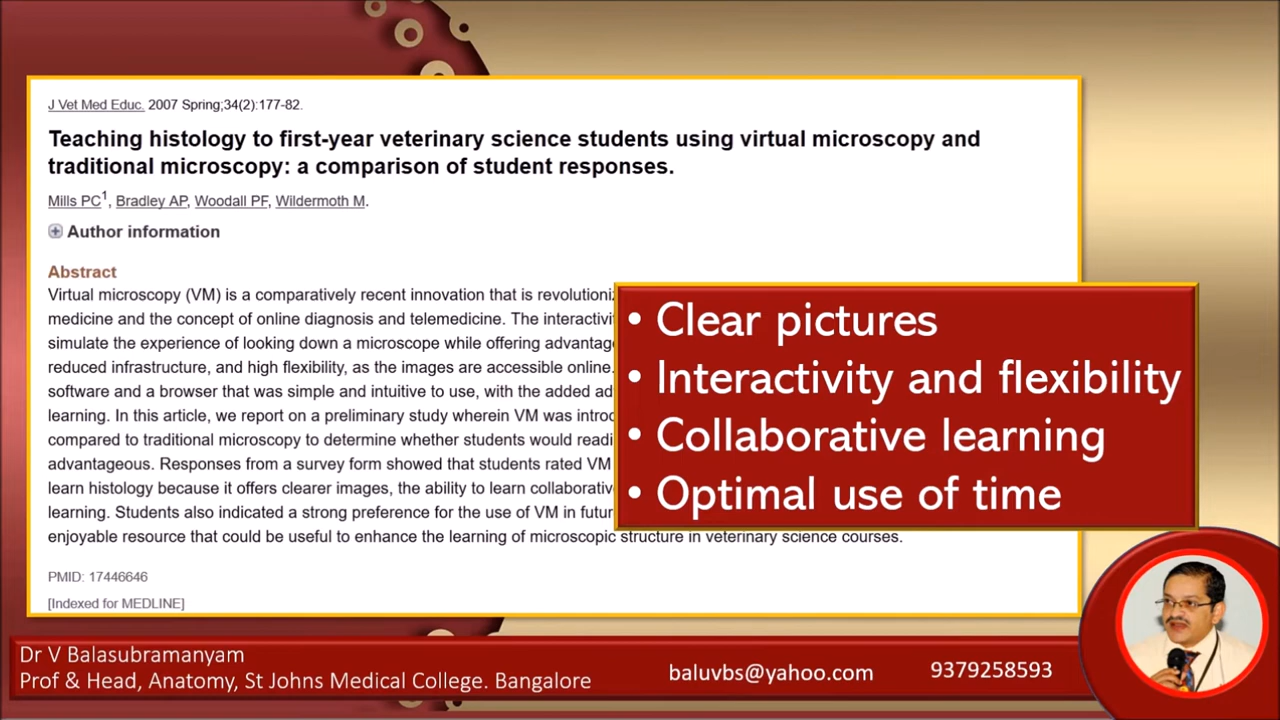 J Vet Med Educ. 2007 Spring;34(2):177-82.
Teaching histology to first-year veterinary science students using virtual microscopy and
traditional microscopy: a comparison of student responses.
Mills PC1, Bradley AP, Woodall PF, Wildermoth M.
Author information
Abstract
Virtual microscopy (VM) is a comparatively recent innovation that is
medicine and the concept of online diagnosis and telemedicine. The
simulate the experience of looking down a microscope while offering
reduced infrastructure, and high flexibility, as the images are accessible online.
software and a browser that was simple and intuitive to use, with the added
learning. In this article, we report on a preliminary study wherein VM was
compared to traditional microscopy to determine whether students would
advantageous. Responses from a survey form showed that students rated VM
learn histology because it offers clearer images, the ability to learn
learning. Students also indicated a strong preference for the use of VM in
enjoyable resource that could be useful to enhance the learning of microscopic structure in veterinary science courses.
PMID: 17446646
[Indexed for MEDLINE]
• Clear pictures
• Interactivity and flexibility
• Collaborative learning
• Optimal use of time
Dr V Balasubramanyam
Prof & Head, Anatomy, St Johns Medical College. Bangalore
baluvbs@yahoo.com
9379258593